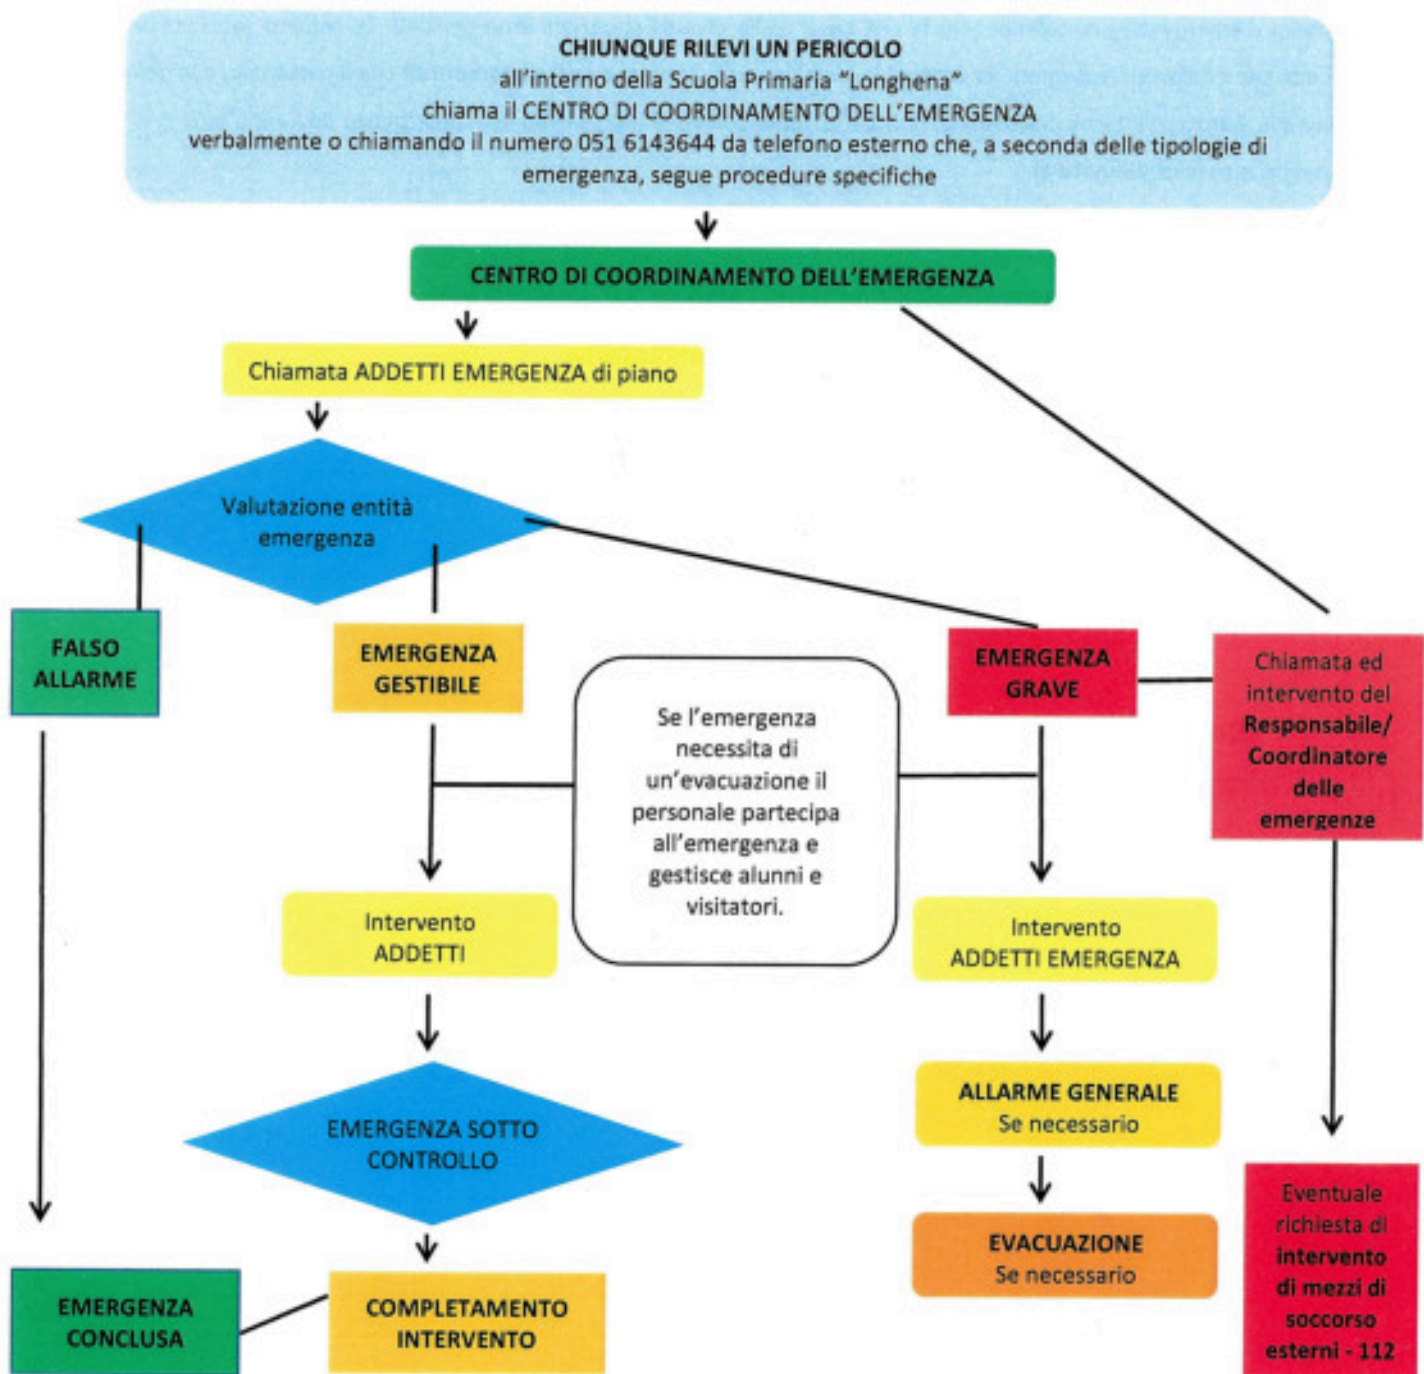 CHIUNQUE RILEVI UN PERICOLO
all'interno della Scuola Primaria "Longhena"
chiama il CENTRO DI COORDINAMENTO DELL'EMERGENZA
verbalmente o chiamando il numero 051 6143644 da telefono esterno che, a seconda delle tipologie di
emergenza, segue procedure specifiche
CENTRO DI COORDINAMENTO DELL'EMERGENZA
Chiamata ADDETTI EMERGENZA di piano
Valutazione entità
emergenza
FALSO
ALLARME
EMERGENZA
GESTIBILE
EMERGENZA
GRAVE
Chiamata ed
intervento del
Responsabile/
Coordinatore
delle
emergenze
Se l'emergenza
necessita di
un'evacuazione il
personale partecipa
all'emergenza e
gestisce alunni e
visitatori.
Intervento
ADDETTI
Intervento
ADDETTI EMERGENZA
EMERGENZA SOTTO
CONTROLLO
ALLARME GENERALE
Se necessario
EVACUAZIONE
Se necessario
Eventuale
richiesta di
intervento
di mezzi di
soccorso
esterni - 112
EMERGENZA
CONCLUSA
COMPLETAMENTO
INTERVENTO